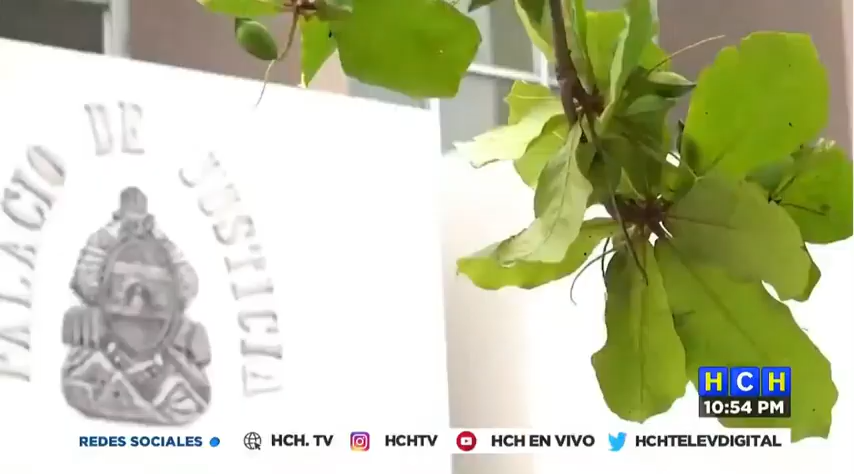 PALACIO DE JUSTICIA
HCH
10:54 PM
REDES SOCIALES HCH. TV HCHTV HCH EN VIVO HCHTELEVDIGITAL